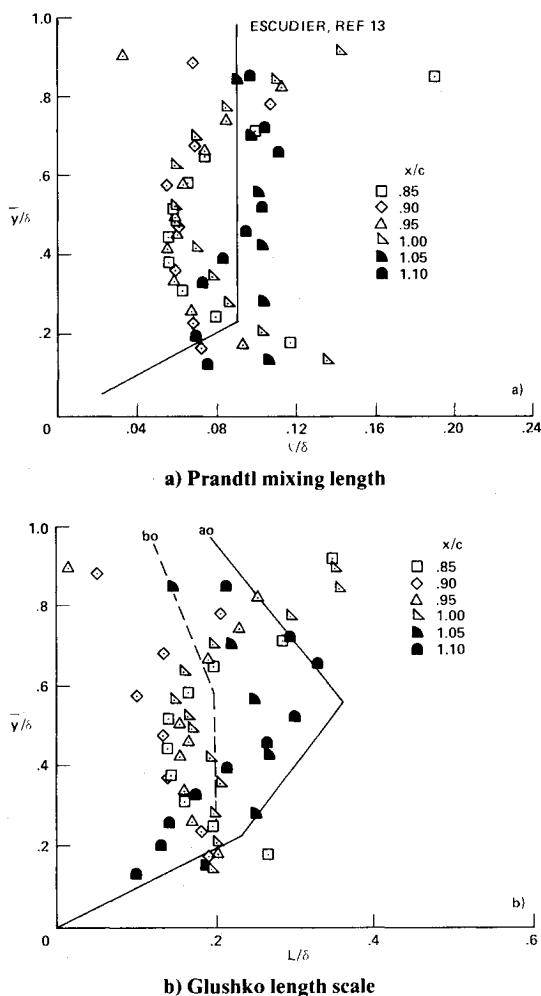 ESCUDIER, REF 13
1.0
.8
.6
y/δ
.4
.2
0
.04
.08
.12
.16
.20
.24
ℓ/δ
x/c
.85
.90
.95
1.00
1.05
1.10
a)
a) Prandtl mixing length
bo
ao
1.0
.8
.6
y/δ
.4
.2
0
.2
.4
.6
L/δ
x/c
.85
.90
.95
1.00
1.05
1.10
b)
b) Glushko length scale